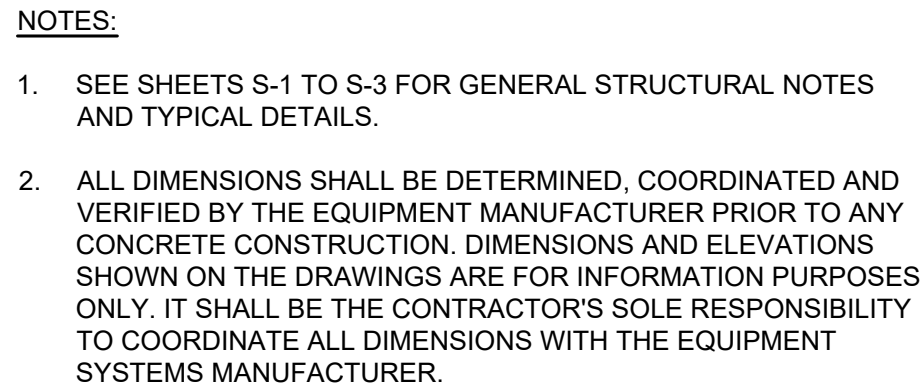 NOTES:
1. SEE SHEETS S-1 TO S-3 FOR GENERAL STRUCTURAL NOTES
AND TYPICAL DETAILS.
2. ALL DIMENSIONS SHALL BE DETERMINED, COORDINATED AND
VERIFIED BY THE EQUIPMENT MANUFACTURER PRIOR TO ANY
CONCRETE CONSTRUCTION. DIMENSIONS AND ELEVATIONS
SHOWN ON THE DRAWINGS ARE FOR INFORMATION PURPOSES
ONLY. IT SHALL BE THE CONTRACTOR'S SOLE RESPONSIBILITY
TO COORDINATE ALL DIMENSIONS WITH THE EQUIPMENT
SYSTEMS MANUFACTURER.